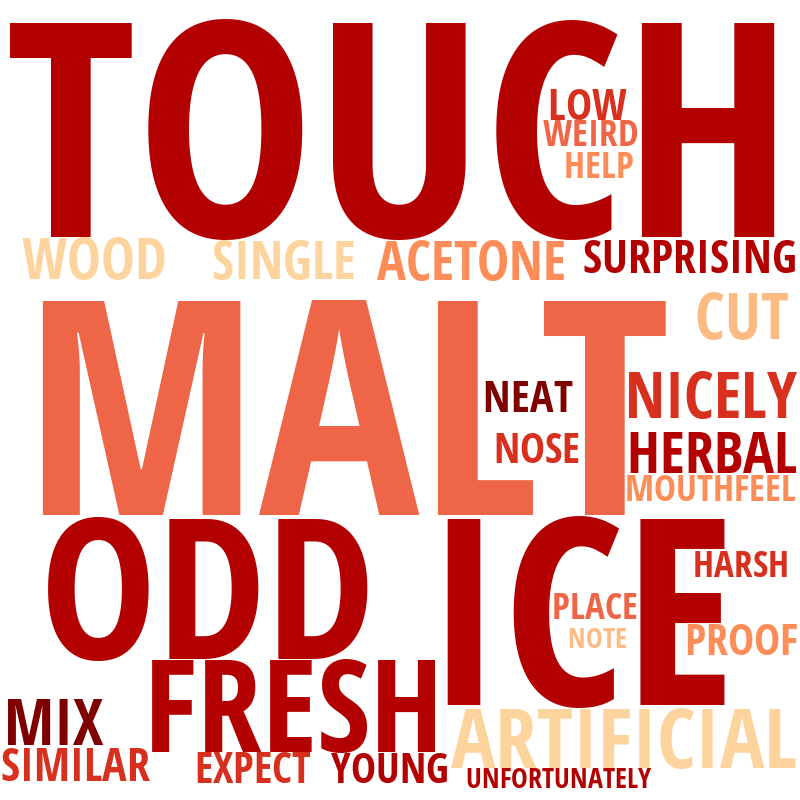 TOUCH
LOW
WEIRD
HELP
WOOD SINGLE ACETONE SURPRISING
CUT
MALT
NEAT NICELY
NOSE HERBAL
MOUTHFEEL
ODD ICE
HARSH
PLACE
NOTE PROOF
FRESH
MIX ARTIFICIAL
SIMILAR EXPECT YOUNG UNFORTUNATELY